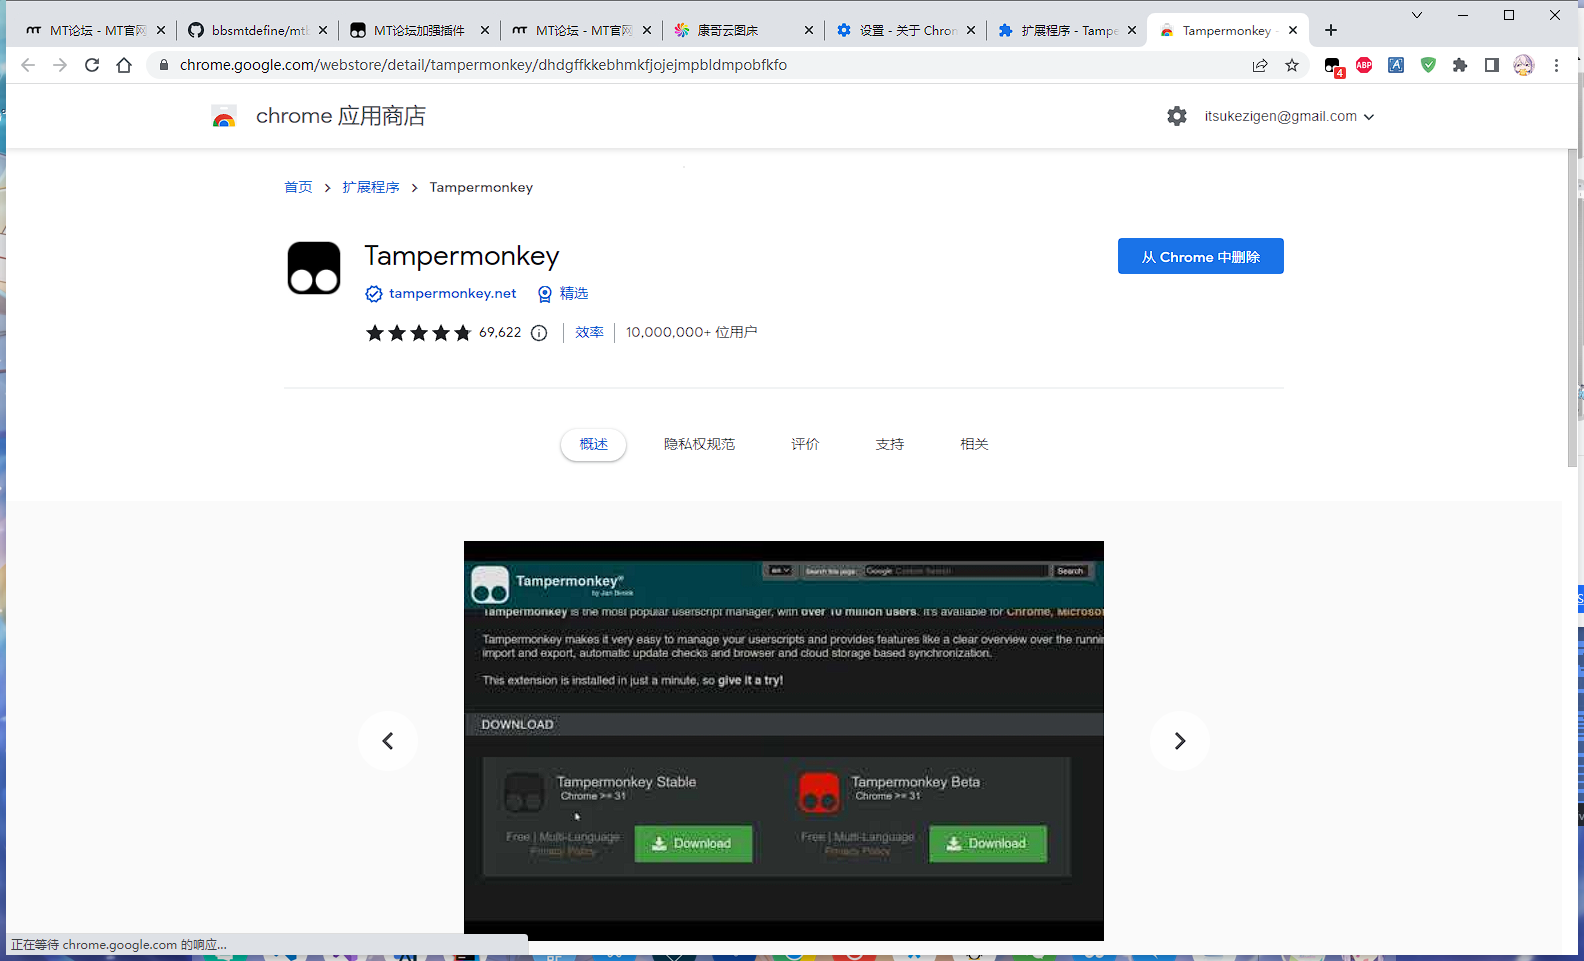 MT论坛 - MT官网
bbsmtdefine/mt
MT论坛加强插件
MT论坛 - MT官网
康哥云图床
设置 - 关于 Chron
扩展程序 - Tampe
Tampermonkey -
chrome.google.com/webstore/detail/tampermonkey/dhdgffkkebhmkfjojejmpbldmpobfkfo
4
ABP
chrome 应用商店
itsukezigen@gmail.com
首页 > 扩展程序 > Tampermonkey
Tampermonkey
从 Chrome 中删除
tampermonkey.net
精选
69,622
效率
10,000,000+ 位用户
概述
隐私权规范
评价
支持
相关
Tampermonkey®
by Jan Biniok
Search this page:
Google Custom Search
Search
Tampermonkey is the most popular userscript manager, with over 10 million users. It's available for Chrome, Microsof
Tampermonkey makes it very easy to manage your userscripts and provides features like a clear overview over the runnin
import and export, automatic update checks and browser and cloud storage based synchronization.
This extension is installed in just a minute, so give it a try!
DOWNLOAD
Tampermonkey Stable
Chrome >= 31
Free | Multi-Language
Privacy Policy
Download
Tampermonkey Beta
Chrome >= 31
Free | Multi-Language
Privacy Policy
Download
正在等待 chrome.google.com 的响应...